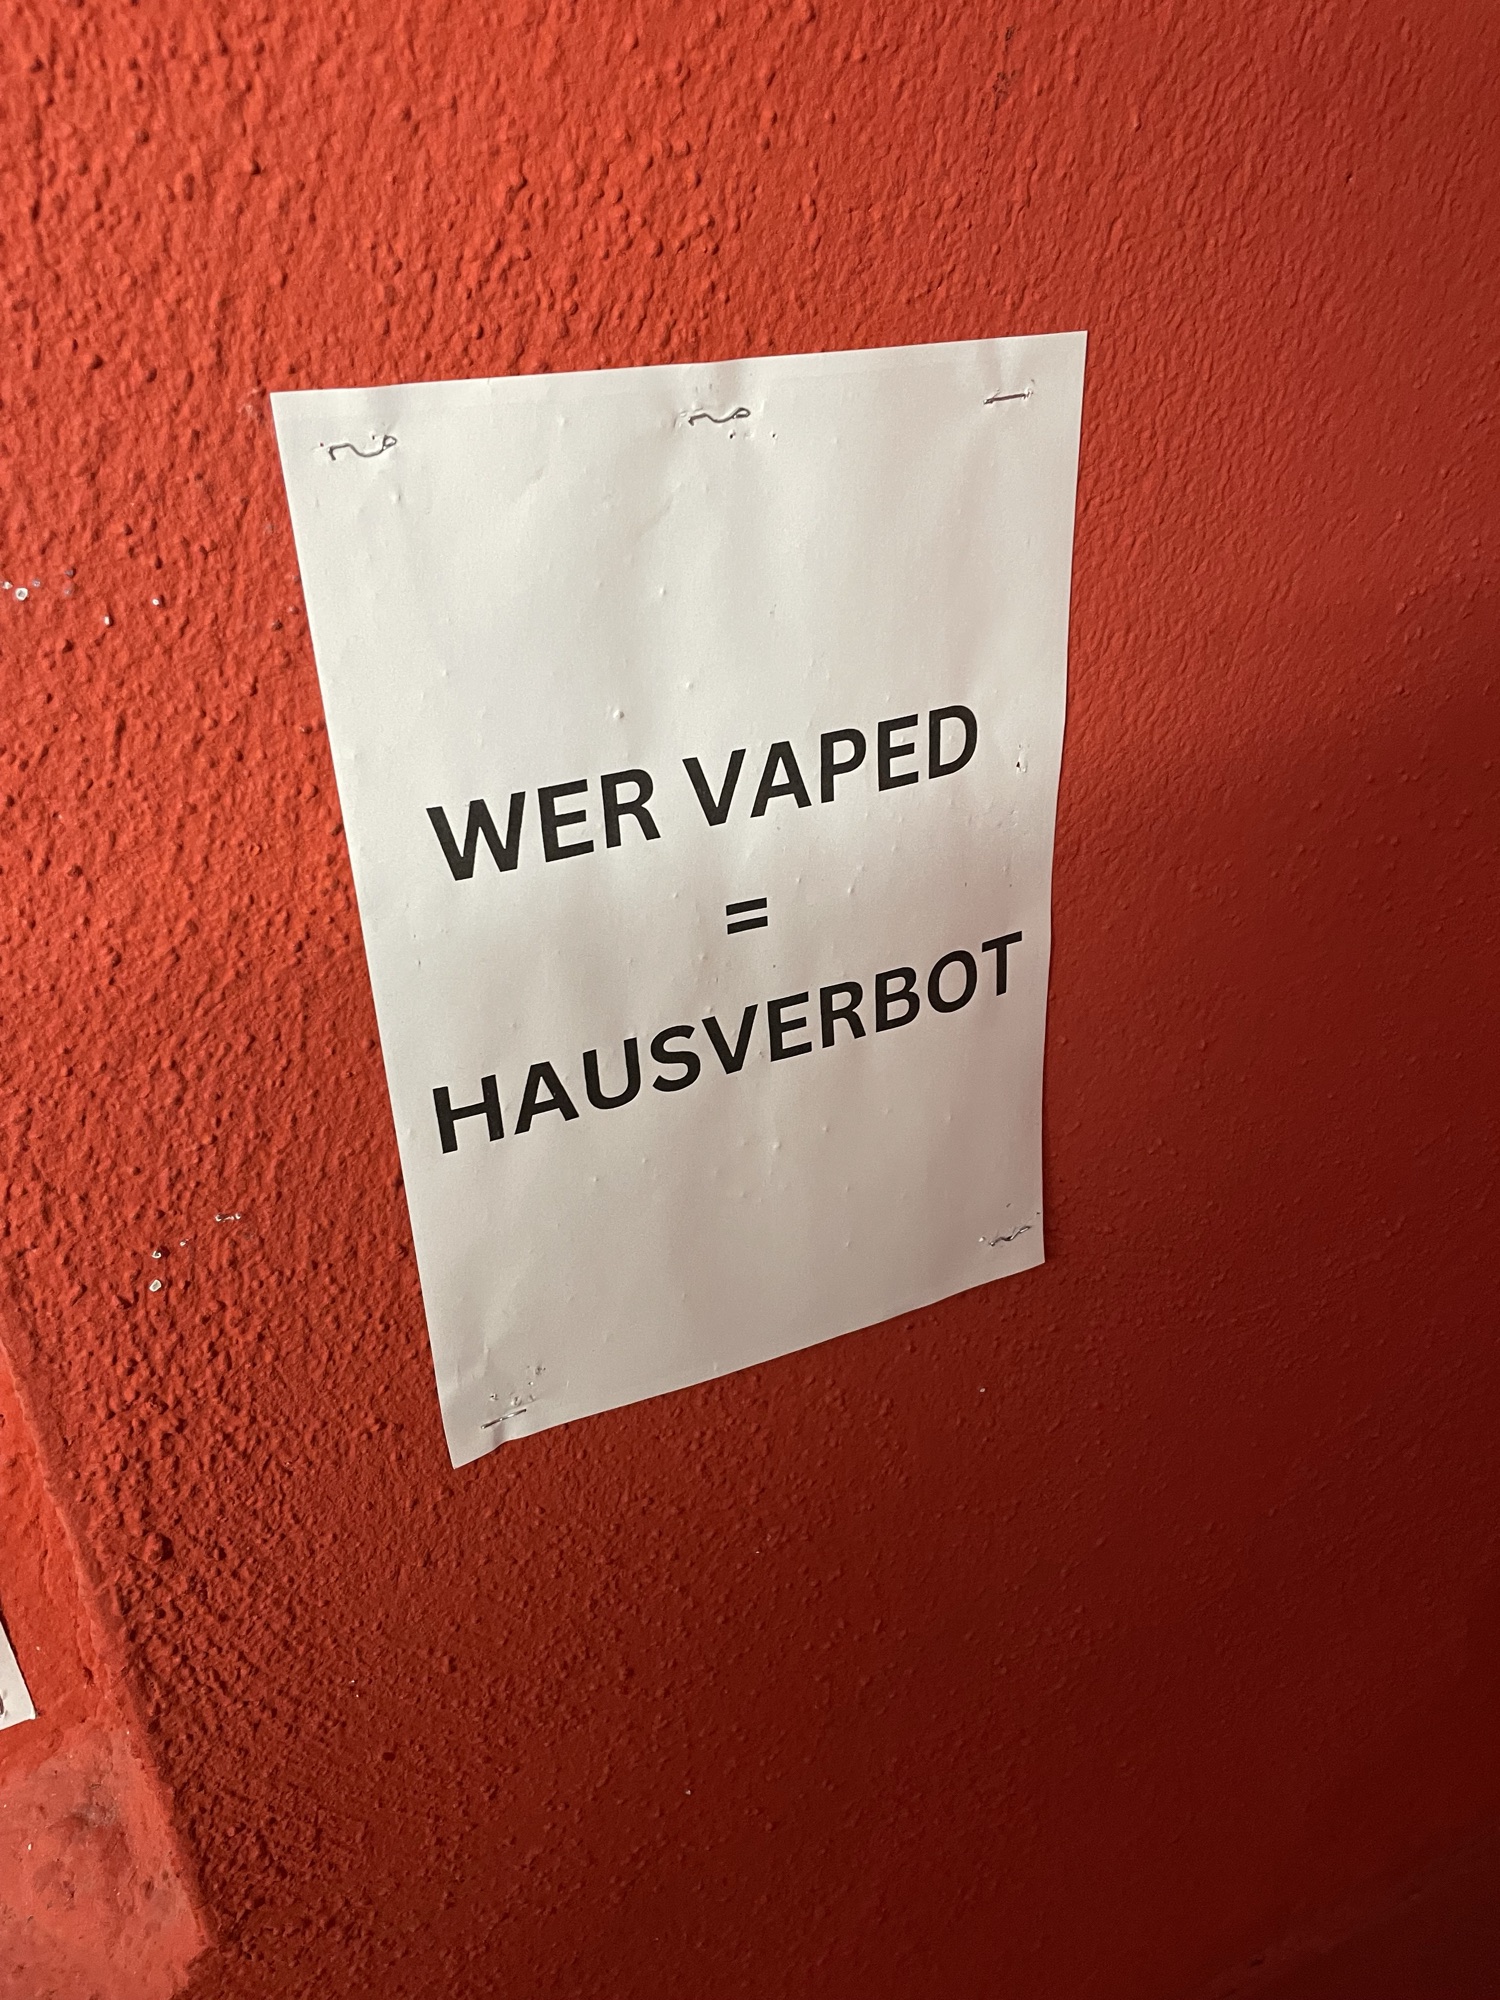 WER VAPED
=
HAUSVERBOT